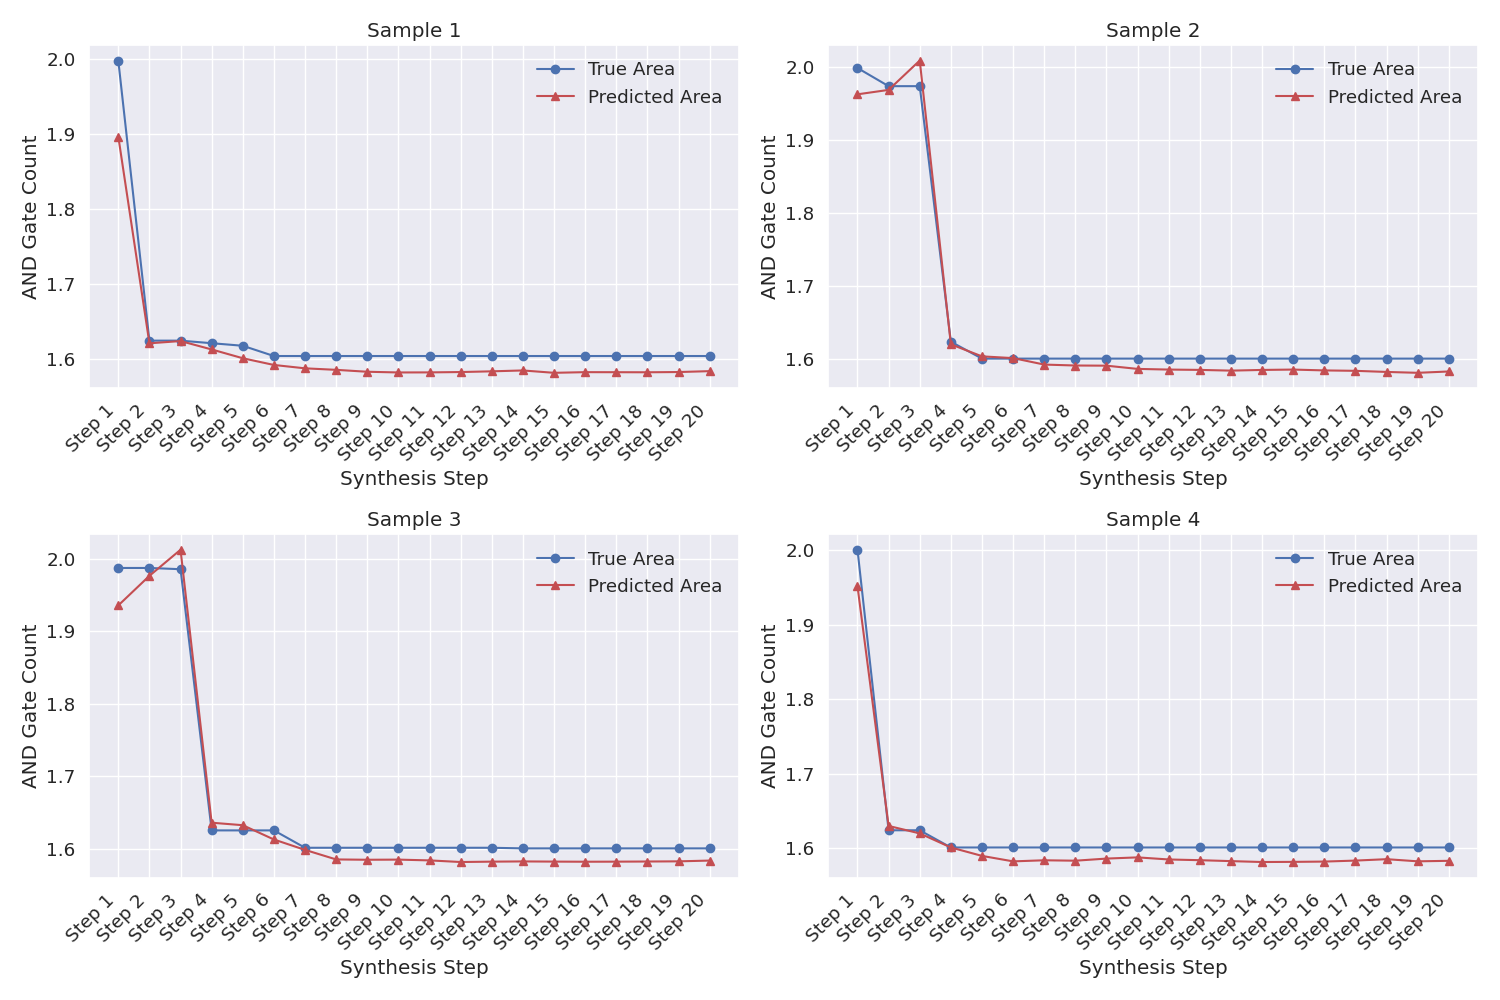 Sample 1
AND Gate Count
2.0
1.9
1.8
1.7
1.6
True Area
Predicted Area
Step 1
Step 2
Step 3
Step 4
Step 5
Step 6
Step 7
Step 8
Step 9
Step 10
Step 11
Step 12
Step 13
Step 14
Step 15
Step 16
Step 17
Step 18
Step 19
Step 20
Synthesis Step
Sample 2
AND Gate Count
2.0
1.9
1.8
1.7
1.6
True Area
Predicted Area
Step 1
Step 2
Step 3
Step 4
Step 5
Step 6
Step 7
Step 8
Step 9
Step 10
Step 11
Step 12
Step 13
Step 14
Step 15
Step 16
Step 17
Step 18
Step 19
Step 20
Synthesis Step
Sample 3
AND Gate Count
2.0
1.9
1.8
1.7
1.6
True Area
Predicted Area
Step 1
Step 2
Step 3
Step 4
Step 5
Step 6
Step 7
Step 8
Step 9
Step 10
Step 11
Step 12
Step 13
Step 14
Step 15
Step 16
Step 17
Step 18
Step 19
Step 20
Synthesis Step
Sample 4
AND Gate Count
2.0
1.9
1.8
1.7
1.6
True Area
Predicted Area
Step 1
Step 2
Step 3
Step 4
Step 5
Step 6
Step 7
Step 8
Step 9
Step 10
Step 11
Step 12
Step 13
Step 14
Step 15
Step 16
Step 17
Step 18
Step 19
Step 20
Synthesis Step